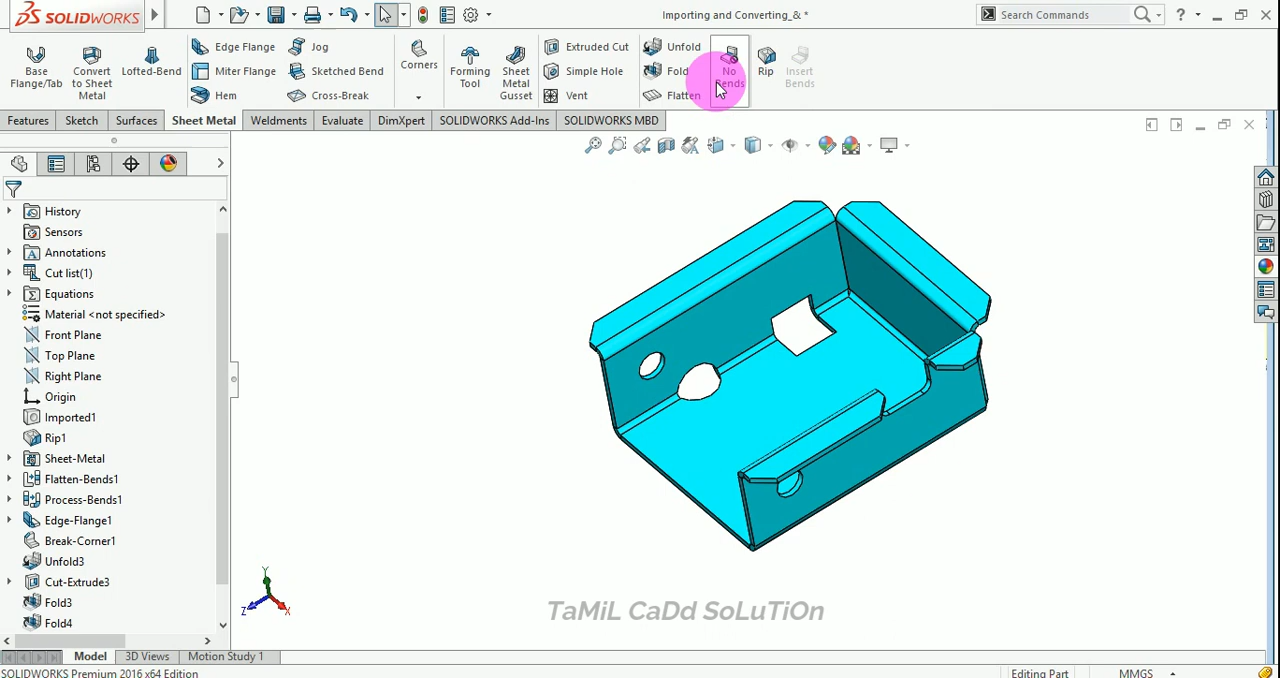 SOLIDWORKS
Importing and Converting_& *
Search Commands
?
Base Flange/Tab
Convert to Sheet Metal
Lofted-Bend
Edge Flange
Miter Flange
Hem
Jog
Sketched Bend
Cross-Break
Corners
Forming Tool
Sheet Metal Gusset
Extruded Cut
Simple Hole
Vent
Unfold
Fold
Flatten
No Bends
Rip
Insert Bends
Features
Sketch
Surfaces
Sheet Metal
Weldments
Evaluate
DimXpert
SOLIDWORKS Add-Ins
SOLIDWORKS MBD
History
Sensors
Annotations
Cut list(1)
Equations
Material <not specified>
Front Plane
Top Plane
Right Plane
Origin
Imported1
Rip1
Sheet-Metal
Flatten-Bends1
Process-Bends1
Edge-Flange1
Break-Corner1
Unfold3
Cut-Extrude3
Fold3
Fold4
Y
Z
X
TaMiL CaDd SoLuTiOn
Model
3D Views
Motion Study 1
SOLIDWORKS Premium 2016 x64 Edition
Editing Part
MMGS